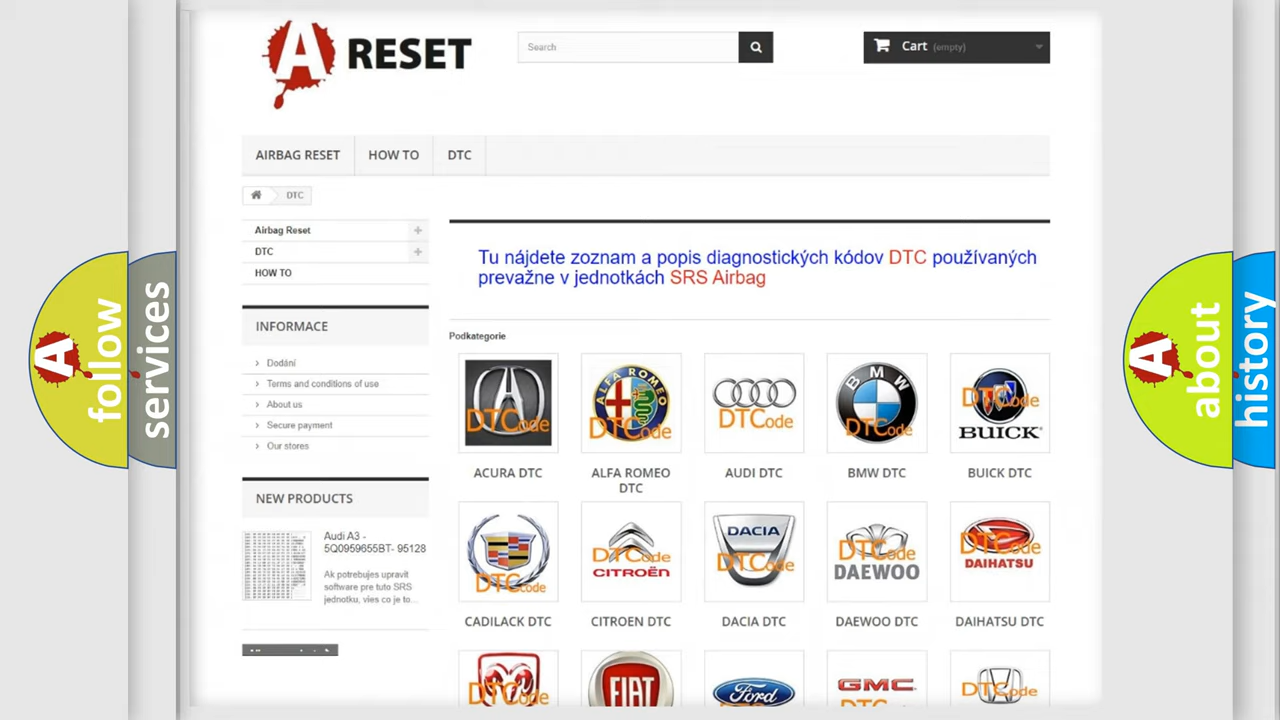 A RESET
Search
Cart (empty)
AIRBAG RESET
HOW TO
DTC
DTC
Airbag Reset
DTC
HOW TO
Tu nájdete zoznam a popis diagnostických kódov DTC používaných
prevažne v jednotkách SRS Airbag
INFORMACE
Dodání
Terms and conditions of use
About us
Secure payment
Our stores
NEW PRODUCTS
Audi A3 -
5Q0959655BT- 95128
Ak potrebujes upravit
software pre tuto SRS
jednotku, vies co je to...
Podkategorie
DTCode
ALFA ROMEO
DTCode
DTCode
BMW
DTCode
DTCode
BUICK
ACURA DTC
ALFA ROMEO
DTC
AUDI DTC
BMW DTC
BUICK DTC
DTCode
DTCode
CITROËN
DACIA
DTCode
DTCode
DAEWOO
DTCode
DAIHATSU
CADILACK DTC
CITROEN DTC
DACIA DTC
DAEWOO DTC
DAIHATSU DTC
DTCode
FIAT
Ford
GMC
DTCode
A follow
services
A about
history